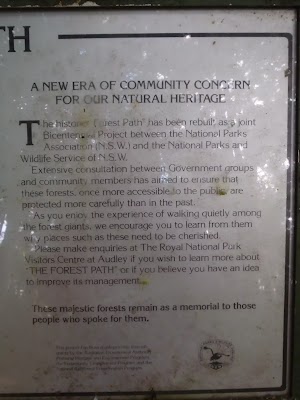 TH
A NEW ERA OF COMMUNITY CONCERN
FOR OUR NATURAL HERITAGE
The historic Forest Path has been rebuilt as a joint
Bicentennial Project between the National Parks
Association (N.S.W.) and the National Parks and
Wildlife Service of N.S.W.
Extensive consultation between Government groups
and community members has aimed to ensure that
these forests, once more accessible to the public, are
protected more carefully than in the past.
As you enjoy the experience of walking quietly among
the forest giants, we encourage you to learn from them
why places such as these need to be cherished.
Please make enquiries at The Royal National Park
Visitors Centre at Audley if you wish to learn more about
"THE FOREST PATH" or if you believe you have an idea
to improve its management.
These majestic forests remain as a memorial to those
people who spoke for them.